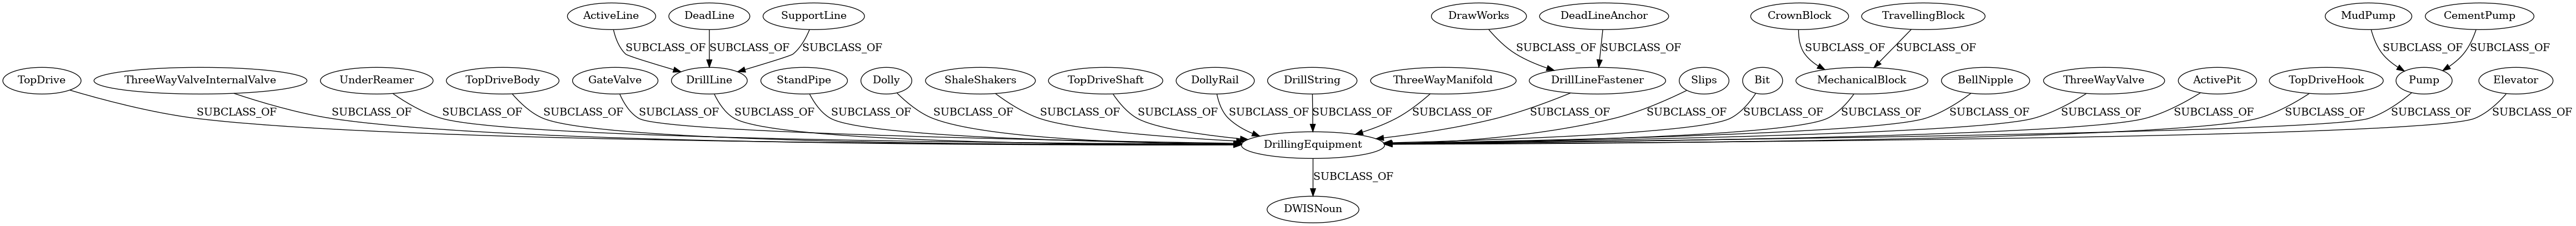 ActiveLine DeadLine SupportLine DrawWorks DeadLineAnchor CrownBlock TravellingBlock MudPump CementPump
SUBCLASS_OF SUBCLASS_OF SUBCLASS_OF SUBCLASS_OF SUBCLASS_OF SUBCLASS_OF SUBCLASS_OF SUBCLASS_OF SUBCLASS_OF
TopDrive ThreeWayValveInternalValve UnderReamer TopDriveBody GateValve DrillLine StandPipe Dolly ShaleShakers TopDriveShaft DollyRail DrillString ThreeWayManifold DrillLineFastener Slips Bit MechanicalBlock BellNipple ThreeWayValve ActivePit TopDriveHook Pump Elevator
SUBCLASS_OF SUBCLASS_OF SUBCLASS_OF SUBCLASS_OF SUBCLASS_OF SUBCLASS_OF SUBCLASS_OF SUBCLASS_OF SUBCLASS_OF SUBCLASS_OF SUBCLASS_OF SUBCLASS_OF SUBCLASS_OF SUBCLASS_OF SUBCLASS_OF SUBCLASS_OF SUBCLASS_OF SUBCLASS_OF SUBCLASS_OF SUBCLASS_OF SUBCLASS_OF SUBCLASS_OF SUBCLASS_OF
DrillingEquipment
SUBCLASS_OF
DWISNoun